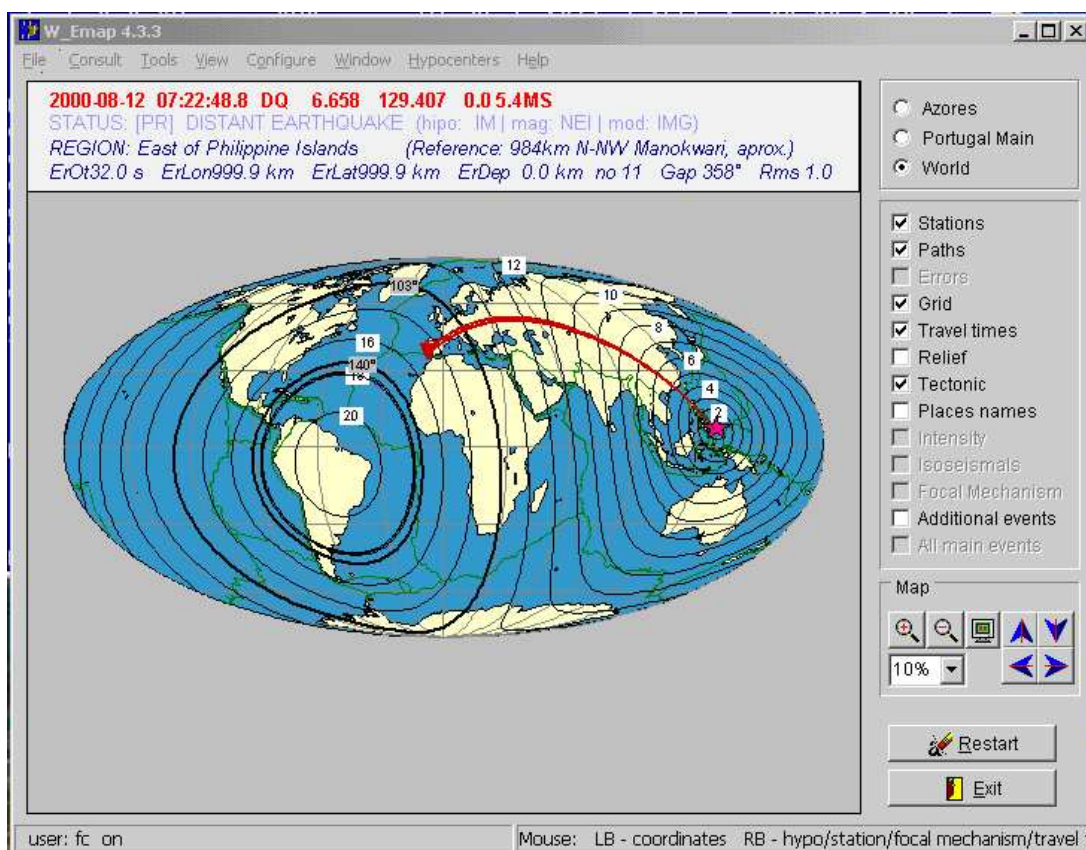 W_Emap 4.3.3
File Consult Tools View Configure Window Hypocenters Help
2000-08-12 07:22:48.8 DQ 6.658 129.407 0.0 5.4MS
STATUS: [PR] DISTANT EARTHQUAKE (hipo: IM | mag: NEI | mod: IMG)
REGION: East of Philippine Islands (Reference: 984km N-NW Manokwari, aprox.)
ErOt32.0 s ErLon999.9 km ErLat999.9 km ErDep 0.0 km no 11 Gap 358° Rms 1.0
Azores
Portugal Main
World
Stations
Paths
Errors
Grid
Travel times
Relief
Tectonic
Places names
Intensity
Isoseismals
Focal Mechanism
Additional events
All main events
12
103°
10
8
16
6
140°
4
20
2
Map
10%
Restart
Exit
user: fc on
Mouse: LB - coordinates RB - hypo/station/focal mechanism/travel